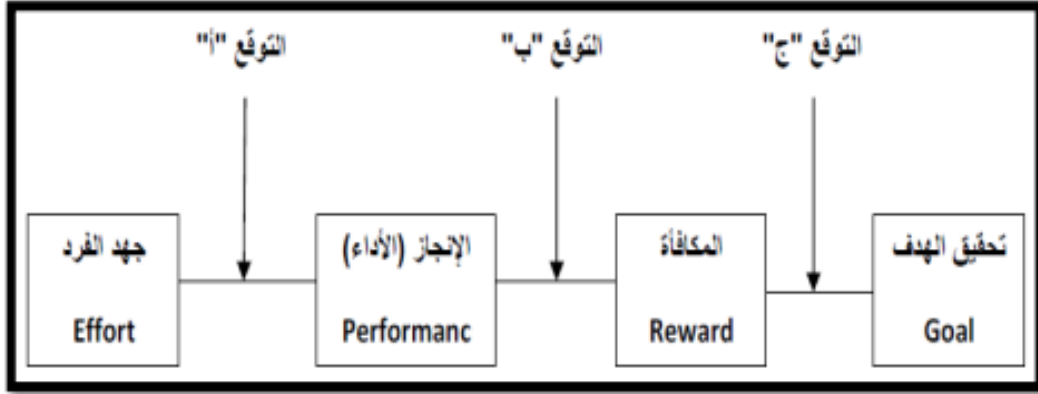 التوقع "أ"
التوقع "ب"
التوقع "ج"
جهد الفرد
Effort
الإنجاز (الأداء)
Performanc
المكافأة
Reward
تحقيق الهدف
Goal